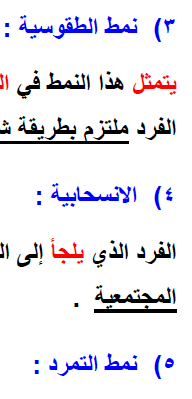 ٣) نمط الطقوسية :
يتمثل هذا النمط في
الفرد ملتزم بطريقة
٤) الانسحابية :
الفرد الذي يلجأ إلى
المجتمعية .
٥) نمط التمرد :